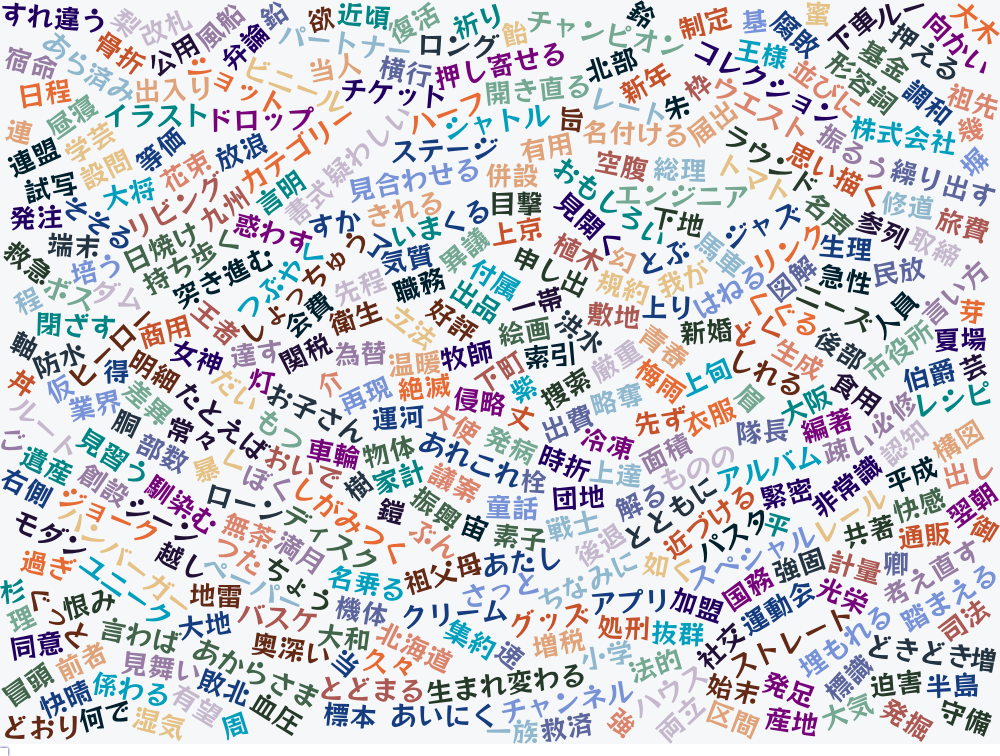 すれ違う
梨
改札
風船
鉛
欲
近頃
復活
祈り
飴
チャンピオン
鈴
制定
基
腐敗
蜜
下車
ルー
押える
向かい
大木
宿命
あら済み
骨折
公用
弁論
パートナー
ロング
王様
コレクション
並びに
形容詞
基金
日程
出入り
ショット
ビニール
当人
横行
押し寄せる
北部
新年
枠
ウエスト
調和
祖先
幾
連
昼寝
イラスト
ドロップ
チケット
ハーフ
開き直る
レート
朱
株式会社
連盟
学芸
設問
等価
花束
放浪
カテゴリー
疑わしい
ステージ
シャトル
有用
旨
名付ける
届出
ラウンド
思い描く
振るう
繰り出す
試写
大将
リビング
九州
言明
書式
見合わせる
併設
空腹
総理
トマト
修道
旅費
発注
そそる
惑わす
すか
きれる
目撃
おもしろい
エンジニア
下地
ジャズ
名声
参列
取締
救急
端末
培う
日焼け
持ち歩く
突き進む
つぶやく
しょっちゅう
いまくる
気質
異議
上京
見開く
植木
幻
とぶ
馬車
リング
生理
急性
民放
言い方
程
ボス
ダム
会費
先程
職務
付属
出品
申し出
一帯
規約
我が
上り
はねる
図解
ニーズ
人員
芽
閉ざす
ヒーロー
商用
王者
関税
衛生
立法
好評
絵画
洪水
敷地
青春
新婚
どくくぐる
後部
市役所
夏場
軸
防水
得
明細
女神
達す
為替
温暖
牧師
下町
索引
厳重
梅雨
上旬
しれる
生成
食用
伯爵
芸
丼
仮
業界
差異
たとえば
だい
灯
お子さん
介
再現
絶滅
侵略
紫
捜索
略奪
先ず
衣服
盲
大阪
編著
必修
レシピ
ルート
胴
常々
もつ
運河
大使
丈
出費
冷凍
面積
隊長
疎い
認知
構図
遺産
見習う
部数
暴く
おいで
車輪
物体
あれこれ
発病
時折
上達
ものの
アルバム
非常識
平成
出し
右側
創設
馴染む
ぼく
樹
家計
議案
栓
団地
解る
ともに
近づける
緊密
レール
快感
翌朝
モダン
ジョーク
シーン
ローン
ディスク
しがみつく
鎧
振興
宙
童話
素子
戦士
後退
パスタ
平
共著
通販
御
過ぎ
ハンバーガー
越し
無茶
満月
ぶん
祖父母
あたし
ちなみに
如く
スペシャル
強固
計量
卿
考え直す
杉
理
ぐっと
恨み
ユニーク
地雷
つた
ペーパー
ちょう
名乗る
機体
クリーム
さっと
グッズ
アプリ
加盟
国務
運動会
光栄
踏まえる
司法
同意
言わば
大地
バスケ
大和
北海道
集約
速
増税
処刑
抜群
社交
ストレート
埋もれる
どきどき
増
冒頭
前者
見舞い
あからさま
奥深い
当
久々
小学
法的
始末
発足
標識
迫害
半島
どおり
快晴
何で
係わる
湿気
有望
敗北
周
血圧
とどまる
標本
生まれ変わる
あいにく
チャンネル
一族
救済
強
ハウス
両立
区間
産地
大気
発掘
守備